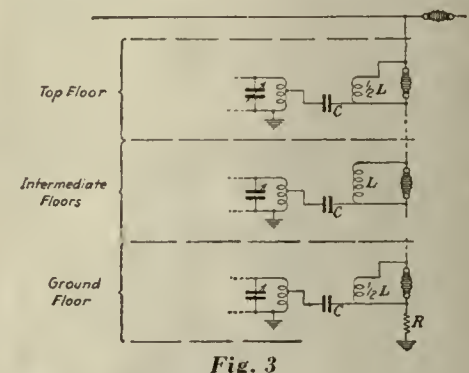 Top Floor
½L
C
Intermediate
Floors
L
C
Ground
Floor
½L
C
R
Fig. 3